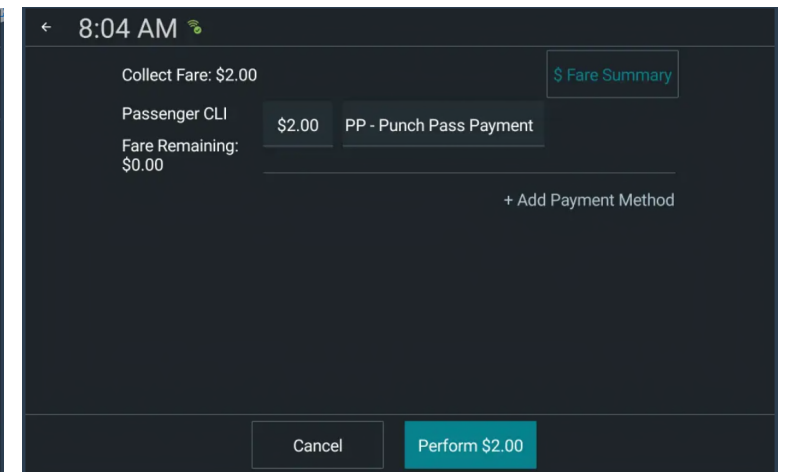 8:04 AM
Collect Fare: $2.00
$ Fare Summary
Passenger CLI
$2.00
PP - Punch Pass Payment
Fare Remaining:
$0.00
+ Add Payment Method
Cancel
Perform $2.00